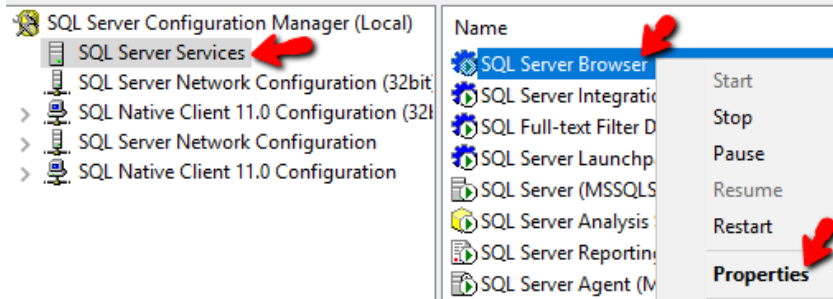 SQL Server Configuration Manager (Local)
SQL Server Services
SQL Server Network Configuration (32bit
SQL Native Client 11.0 Configuration (32
SQL Server Network Configuration
SQL Native Client 11.0 Configuration
Name
SQL Server Browser
SQL Server Integratio
SQL Full-text Filter D
SQL Server Launchp
SQL Server (MSSQLS
SQL Server Analysis
SQL Server Reporting
SQL Server Agent (M
Start
Stop
Pause
Resume
Restart
Properties